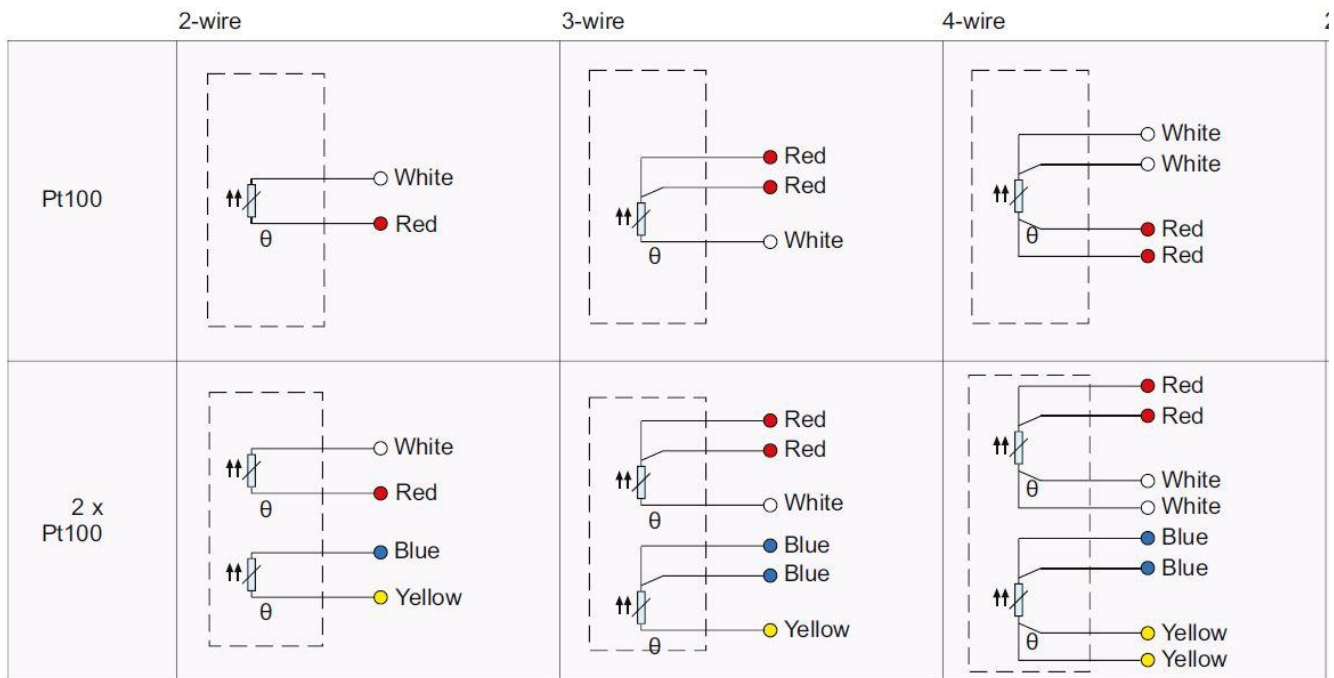 2-wire
3-wire
4-wire
2
Pt100
White
Red
θ
Red
Red
White
θ
White
White
Red
Red
θ
2 x
Pt100
White
Red
θ
Blue
Yellow
θ
Red
Red
White
θ
Blue
Blue
Yellow
θ
Red
Red
White
White
θ
Blue
Blue
Yellow
Yellow
θ